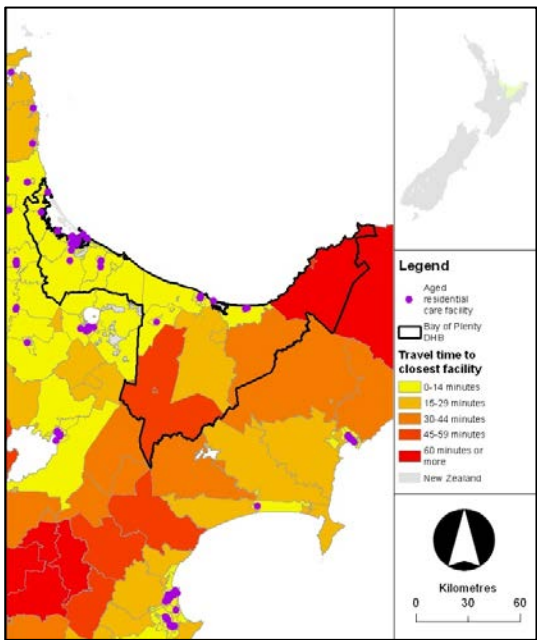 Legend
Aged
residential
care facility
Bay of Plenty
DHB
Travel time to
closest facility
0-14 minutes
15-29 minutes
30-44 minutes
45-59 minutes
60 minutes or
more
New Zealand
Kilometres
0 30 60